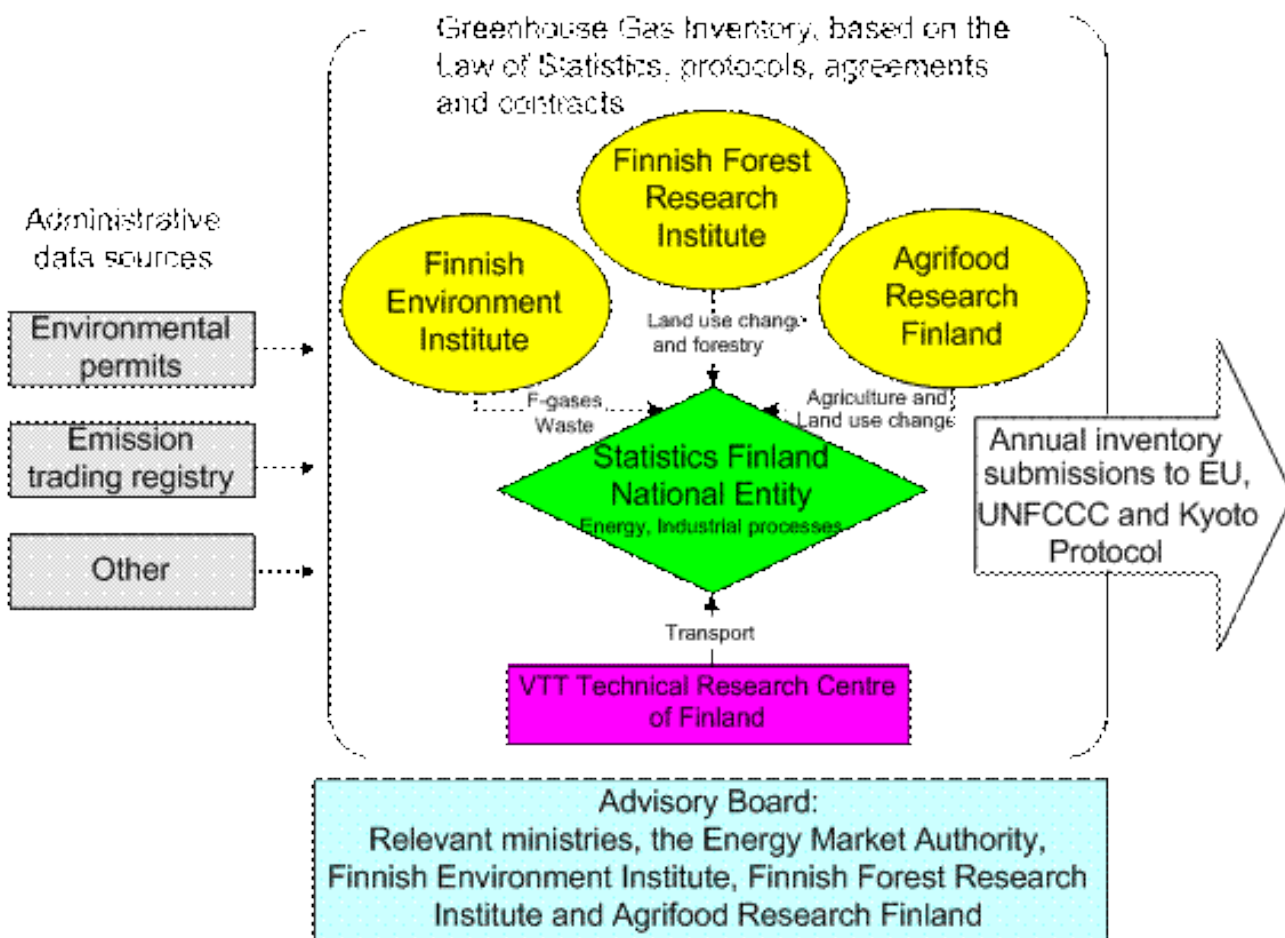 Greenhouse Gas Inventory, based on the
Law of Statistics, protocols, agreements
and contracts
Administrative
data sources
Environmental
permits
Emission
trading registry
Other
Finnish
Environment
Institute
Finnish Forest
Research
Institute
Agrifood
Research
Finland
Land use chang
and forestry
F-gases
Waste
Agriculture and
Land use change
Statistics Finland
National Entity
Energy, Industrial processes
Transport
VTT Technical Research Centre
of Finland
Annual inventory
submissions to EU,
UNFCCC and Kyoto
Protocol
Advisory Board:
Relevant ministries, the Energy Market Authority,
Finnish Environment Institute, Finnish Forest Research
Institute and Agrifood Research Finland